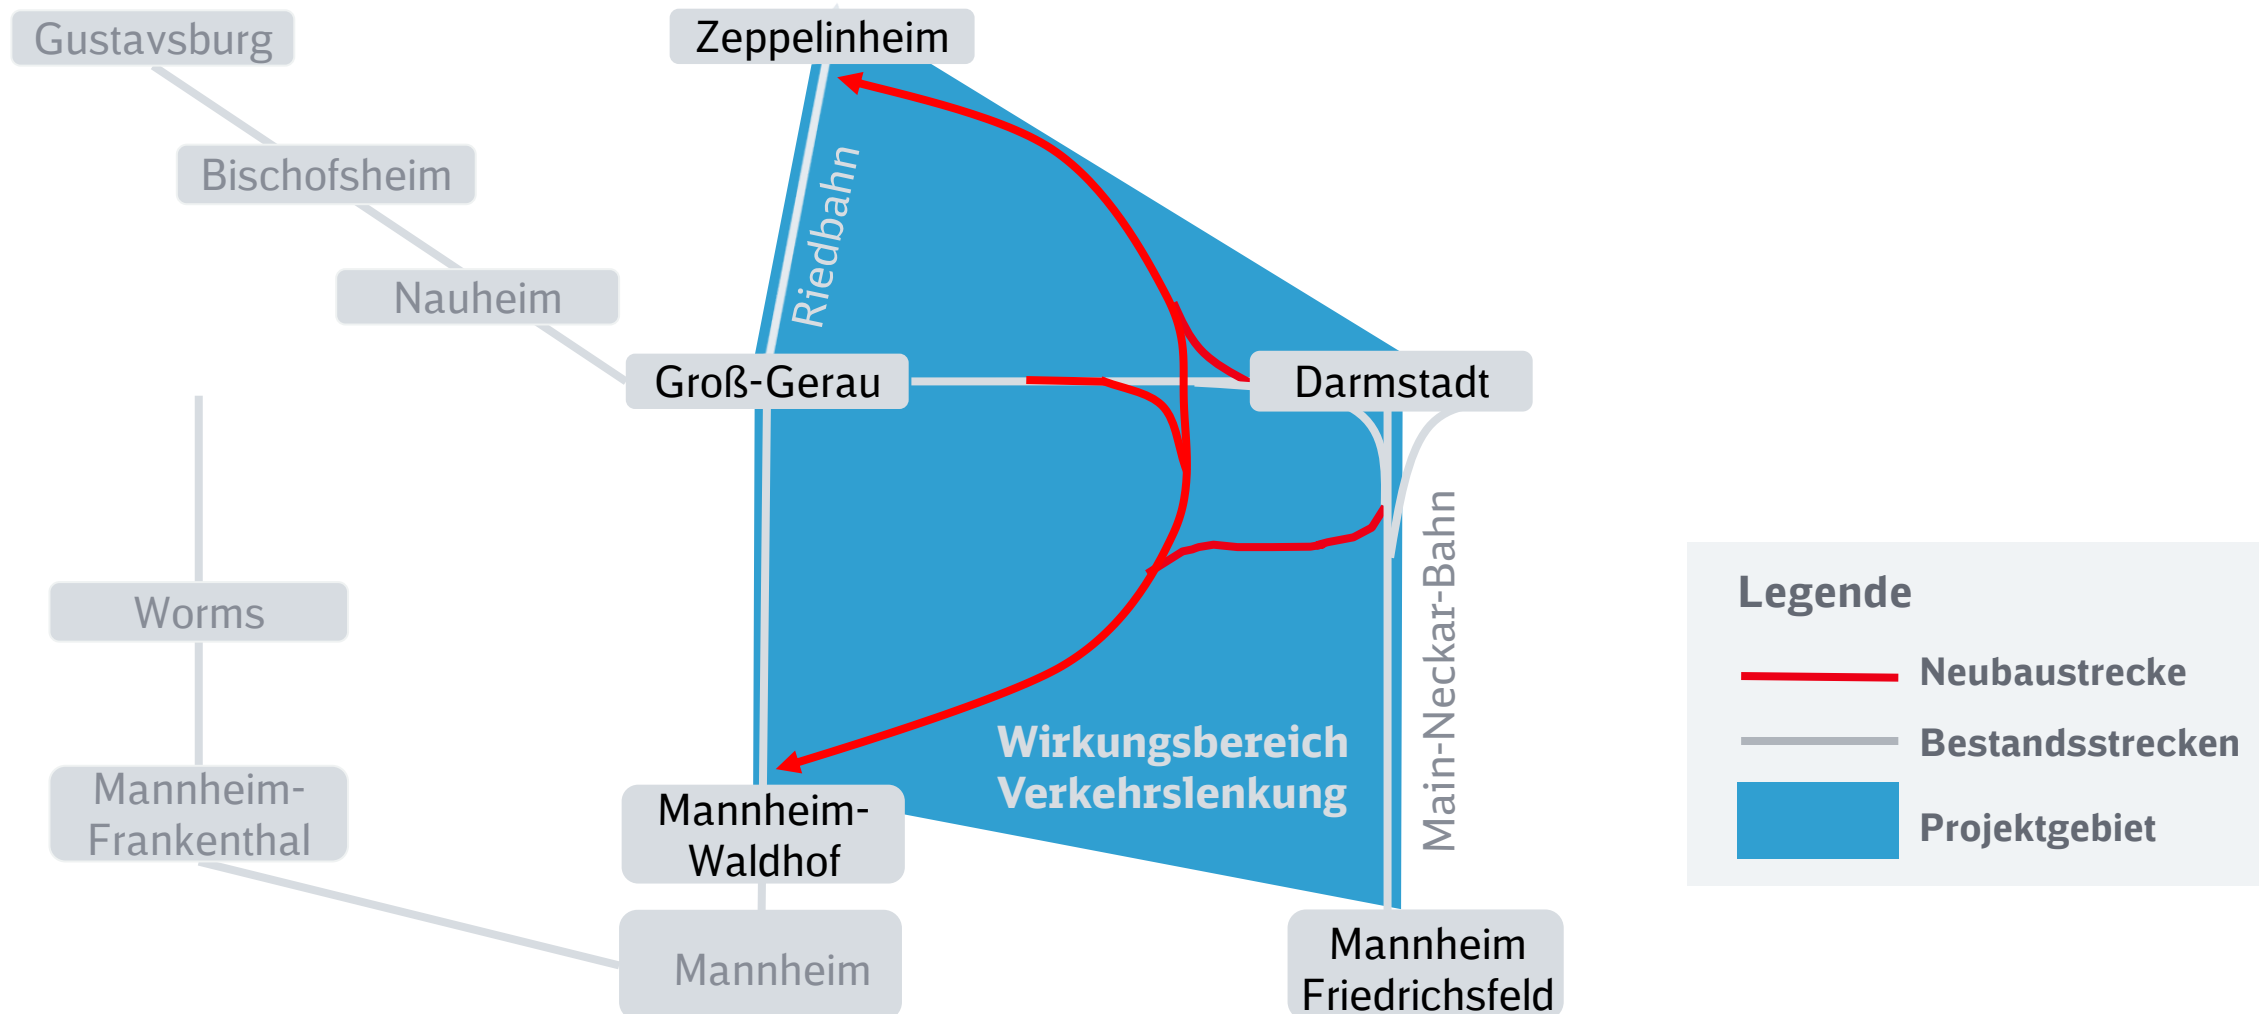 Gustavsburg
Zeppelinheim
Bischofsheim
Riedbahn
Nauheim
Groß-Gerau
Darmstadt
Main-Neckar-Bahn
Worms
Wirkungsbereich
Verkehrslenkung
Mannheim-
Frankenthal
Mannheim-
Waldhof
Mannheim
Mannheim
Friedrichsfeld
Legende
Neubaustrecke
Bestandsstrecken
Projektgebiet